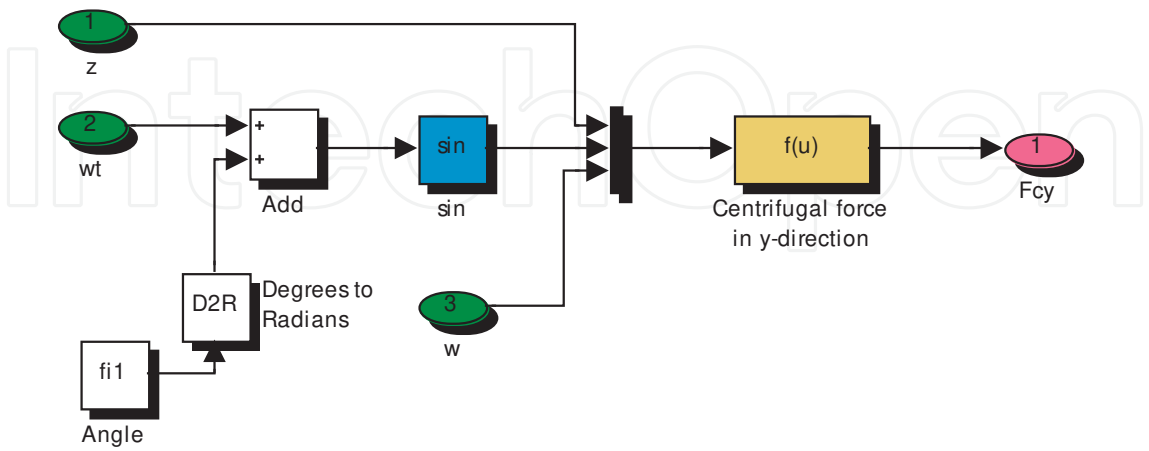 1
z
2
wt
+
+
Add
sin
sin
f(u)
Centrifugal force
in y-direction
1
Fcy
D2R
Degrees to
Radians
3
w
fi1
Angle
IntechOpen